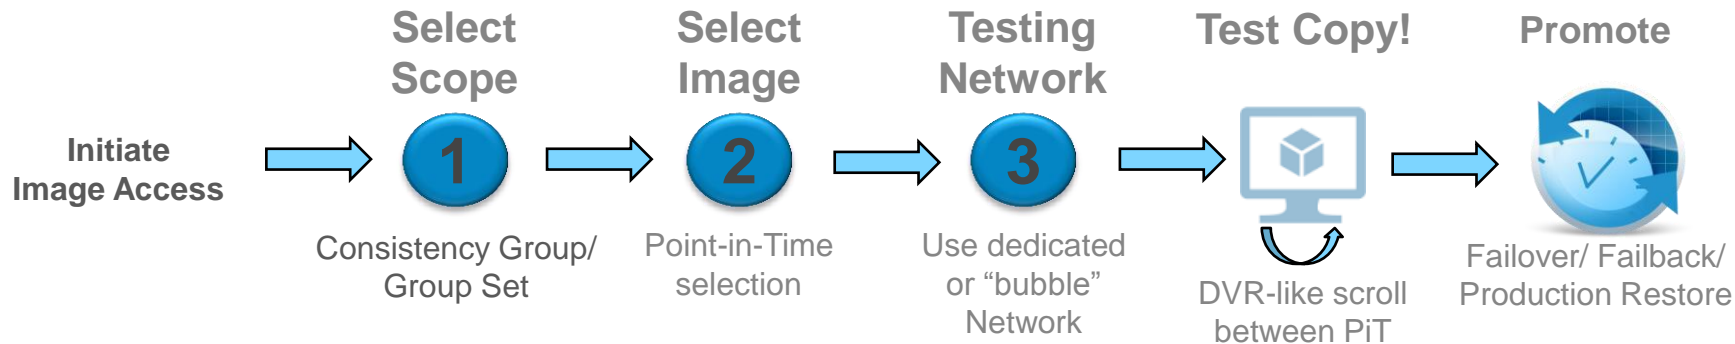 Initiate
Image Access
Select
Scope
1
Consistency Group/
Group Set
Select
Image
2
Point-in-Time
selection
Testing
Network
3
Use dedicated
or “bubble”
Network
Test Copy!
DVR-like scroll
between PiT
Promote
Failover/ Failback/
Production Restore